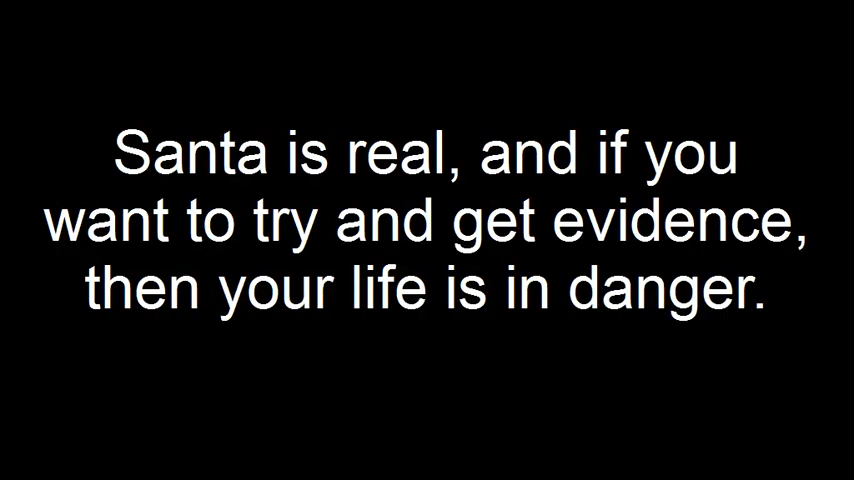 Santa is real, and if you
want to try and get evidence,
then your life is in danger.